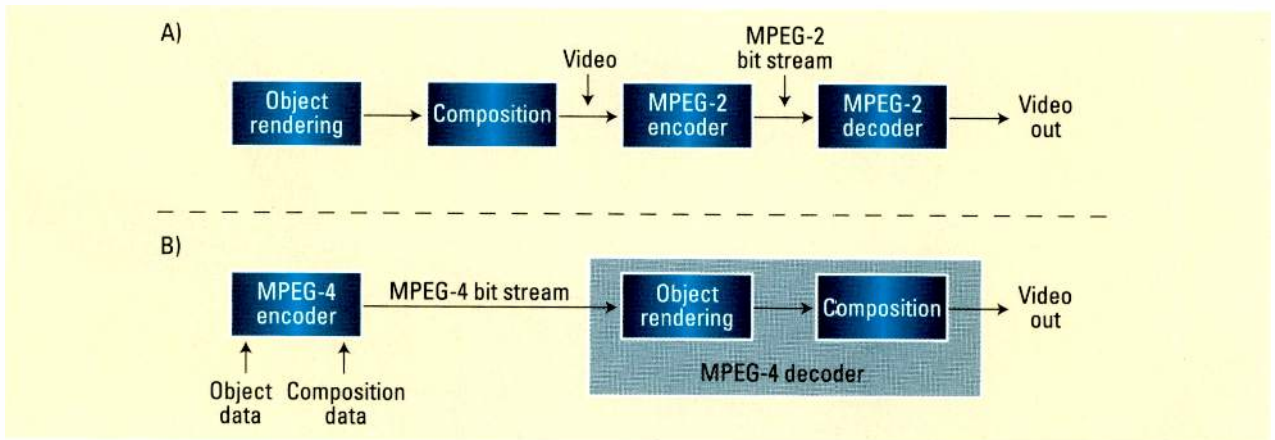 A)
Object
rendering
Composition
Video
MPEG-2
encoder
MPEG-2
bit stream
MPEG-2
decoder
Video
out
B)
MPEG-4
encoder
Object
data
Composition
data
MPEG-4 bit stream
Object
rendering
Composition
MPEG-4 decoder
Video
out